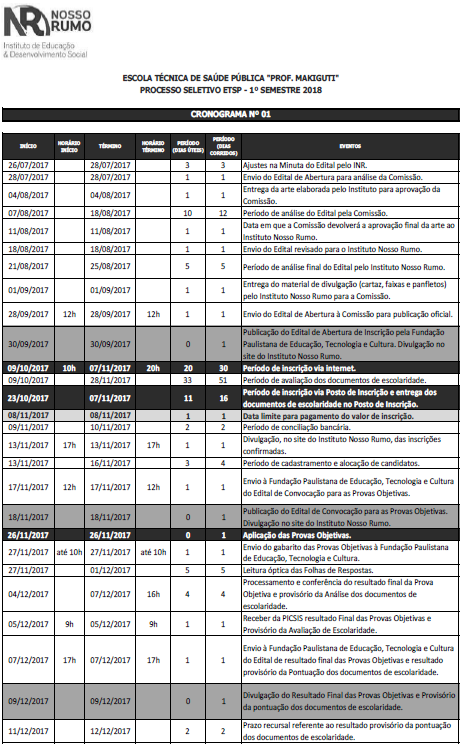 NOSSO
RUMO
Instituto de Educação
& Desenvolvimento Social
ESCOLA TÉCNICA DE SAÚDE PÚBLICA "PROF. MAKIGUTI"
PROCESSO SELETIVO ETSP - 1º SEMESTRE 2018
CRONOGRAMA Nº 01
INÍCIO HORÁRIO INÍCIO TÉRMINO HORÁRIO TÉRMINO PERÍODO (DIAS ÚTEIS) PERÍODO (DIAS CORRIDOS) EVENTOS
26/07/2017 28/07/2017 3 3 Ajustes na Minuta do Edital pelo INR.
28/07/2017 28/07/2017 1 1 Envio do Edital de Abertura para análise da Comissão.
04/08/2017 04/08/2017 1 1 Entrega da arte elaborada pelo Instituto para aprovação da
Comissão.
07/08/2017 18/08/2017 10 12 Período de análise do Edital pela Comissão.
11/08/2017 11/08/2017 1 1 Data em que a Comissão devolverá a aprovação final da arte ao
Instituto Nosso Rumo.
18/08/2017 18/08/2017 1 1 Envio do Edital revisado para o Instituto Nosso Rumo.
21/08/2017 25/08/2017 5 5 Período de análise final do Edital pelo Instituto Nosso Rumo.
01/09/2017 01/09/2017 1 1 Entrega do material de divulgação (cartaz, faixas e panfletos)
pelo Instituto Nosso Rumo para a Comissão.
28/09/2017 12h 28/09/2017 12h 1 1 Envio do Edital de Abertura à Comissão para publicação oficial.
30/09/2017 30/09/2017 0 1 Publicação do Edital de Abertura de Inscrição pela Fundação
Paulistana de Educação, Tecnologia e Cultura. Divulgação no
site do Instituto Nosso Rumo.
09/10/2017 10h 07/11/2017 20h 20 30 Período de inscrição via internet.
09/10/2017 28/11/2017 33 51 Período de avaliação dos documentos de escolaridade.
23/10/2017 07/11/2017 11 16 Período de inscrição via Posto de Inscrição e entrega dos
documentos de escolaridade no Posto de Inscrição.
08/11/2017 08/11/2017 1 1 Data limite para pagamento do valor de inscrição.
09/11/2017 10/11/2017 2 2 Período de conciliação bancária.
13/11/2017 17h 13/11/2017 17h 1 1 Divulgação, no site do Instituto Nosso Rumo, das inscrições
confirmadas.
13/11/2017 16/11/2017 3 4 Período de cadastramento e alocação de candidatos.
17/11/2017 12h 17/11/2017 12h 1 1 Envio à Fundação Paulistana de Educação, Tecnologia e Cultura
do Edital de Convocação para as Provas Objetivas.
18/11/2017 18/11/2017 0 1 Publicação do Edital de Convocação para as Provas Objetivas.
Divulgação no site do Instituto Nosso Rumo.
26/11/2017 26/11/2017 0 1 Aplicação das Provas Objetivas.
27/11/2017 até 10h 27/11/2017 até 10h 1 1 Envio do gabarito das Provas Objetivas à Fundação Paulistana
de Educação, Tecnologia e Cultura.
27/11/2017 01/12/2017 5 5 Leitura óptica das Folhas de Respostas.
04/12/2017 07/12/2017 16h 4 4 Processamento e conferência do resultado final da Prova
Objetiva e provisório da Análise dos documentos de
escolaridade.
05/12/2017 9h 05/12/2017 9h 1 1 Receber da PICSIS resultado Final das Provas Objetivas e
Provisório da Avaliação de Escolaridade.
07/12/2017 17h 07/12/2017 17h 1 1 Envio à Fundação Paulistana de Educação, Tecnologia e Cultura
do Edital de resultado final das Provas Objetivas e resultado
provisório da Pontuação dos documentos de escolaridade.
09/12/2017 09/12/2017 0 1 Divulgação do Resultado Final das Provas Objetivas e Provisório
da pontuação dos documentos de escolaridade.
11/12/2017 12/12/2017 2 2 Prazo recursal referente ao resultado provisório da pontuação
dos documentos de escolaridade.